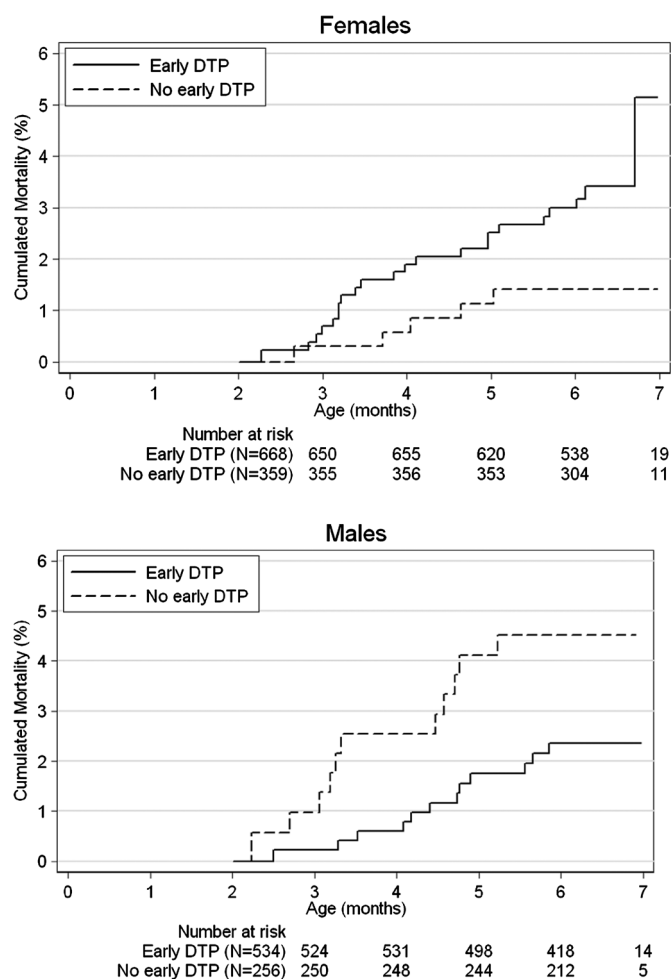 Females
Early DTP
No early DTP
Cumulated Mortality (%)
6
5
4
3
2
1
0
0 1 2 3 4 5 6 7
Age (months)
Number at risk
Early DTP (N=668) 650 655 620 538 19
No early DTP (N=359) 355 356 353 304 11
Males
Early DTP
No early DTP
Cumulated Mortality (%)
6
5
4
3
2
1
0
0 1 2 3 4 5 6 7
Age (months)
Number at risk
Early DTP (N=534) 524 531 498 418 14
No early DTP (N=256) 250 248 244 212 5